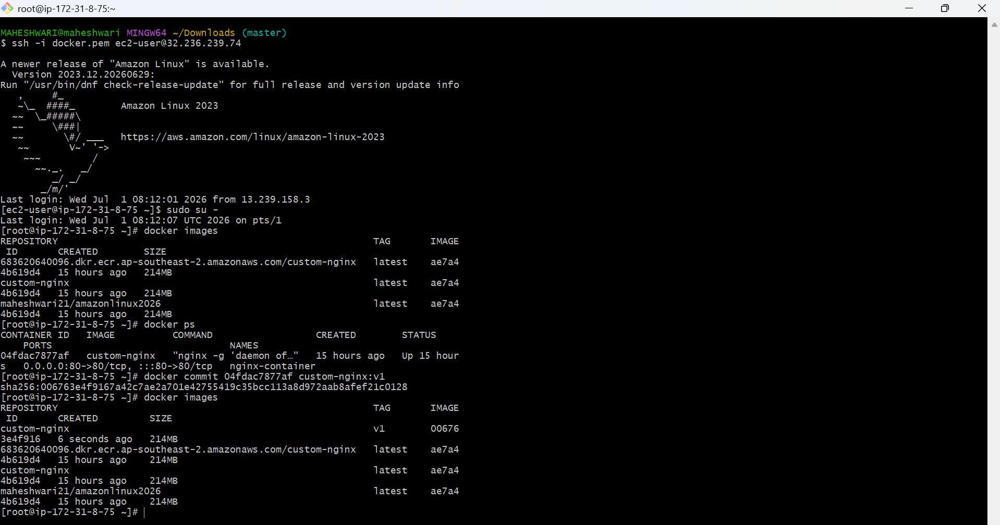 root@ip-172-31-8-75:~
MAHESHWARI@maheshwari MINGW64 ~/Downloads (master)
$ ssh -i docker.pem ec2-user@32.236.239.74
A newer release of "Amazon Linux" is available.
  Version 2023.12.20260629:
Run "/usr/bin/dnf check-release-update" for full release and version update info
   ,     #_
   ~\_  ####_        Amazon Linux 2023
  ~~  \_#####\
  ~~     \###|
  ~~       \#/ ___   https://aws.amazon.com/linux/amazon-linux-2023
   ~~       V~' '->
    ~~~         /
      ~~._.   _/
         _/ _/
       _/m/'
Last login: Wed Jul  1 08:12:01 2026 from 13.239.158.3
[ec2-user@ip-172-31-8-75 ~]$ sudo su -
Last login: Wed Jul  1 08:12:07 UTC 2026 on pts/1
[root@ip-172-31-8-75 ~]# docker images
REPOSITORY                                                       TAG       IMAGE
 ID       CREATED        SIZE
683620640096.dkr.ecr.ap-southeast-2.amazonaws.com/custom-nginx   latest    ae7a4
4b619d4   15 hours ago   214MB
custom-nginx                                                     latest    ae7a4
4b619d4   15 hours ago   214MB
maheshwari21/amazonlinux2026                                     latest    ae7a4
4b619d4   15 hours ago   214MB
[root@ip-172-31-8-75 ~]# docker ps
CONTAINER ID   IMAGE          COMMAND                  CREATED        STATUS
    PORTS                               NAMES
04fdac7877af   custom-nginx   "nginx -g 'daemon of…"   15 hours ago   Up 15 hour
s   0.0.0.0:80->80/tcp, :::80->80/tcp   nginx-container
[root@ip-172-31-8-75 ~]# docker commit 04fdac7877af custom-nginx:v1
sha256:006763e4f9167a42c7ae2a701e42755419c35bcc113a8d972aab8afef21c0128
[root@ip-172-31-8-75 ~]# docker images
REPOSITORY                                                       TAG       IMAGE
 ID       CREATED         SIZE
custom-nginx                                                     v1        00676
3e4f916   6 seconds ago   214MB
683620640096.dkr.ecr.ap-southeast-2.amazonaws.com/custom-nginx   latest    ae7a4
4b619d4   15 hours ago    214MB
custom-nginx                                                     latest    ae7a4
4b619d4   15 hours ago    214MB
maheshwari21/amazonlinux2026                                     latest    ae7a4
4b619d4   15 hours ago    214MB
[root@ip-172-31-8-75 ~]#